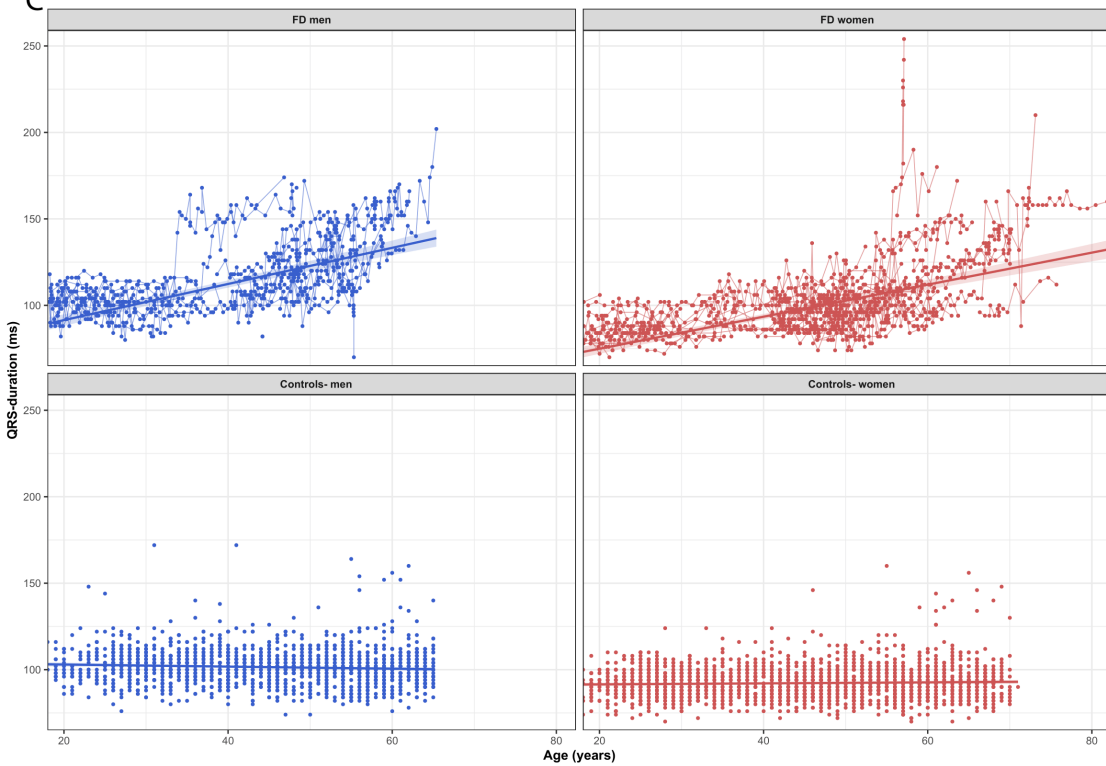 C
FD men
FD women
250
200
150
100
Controls- men
Controls- women
250
200
150
100
QRS-duration (ms)
20
40
60
80
20
40
60
80
Age (years)